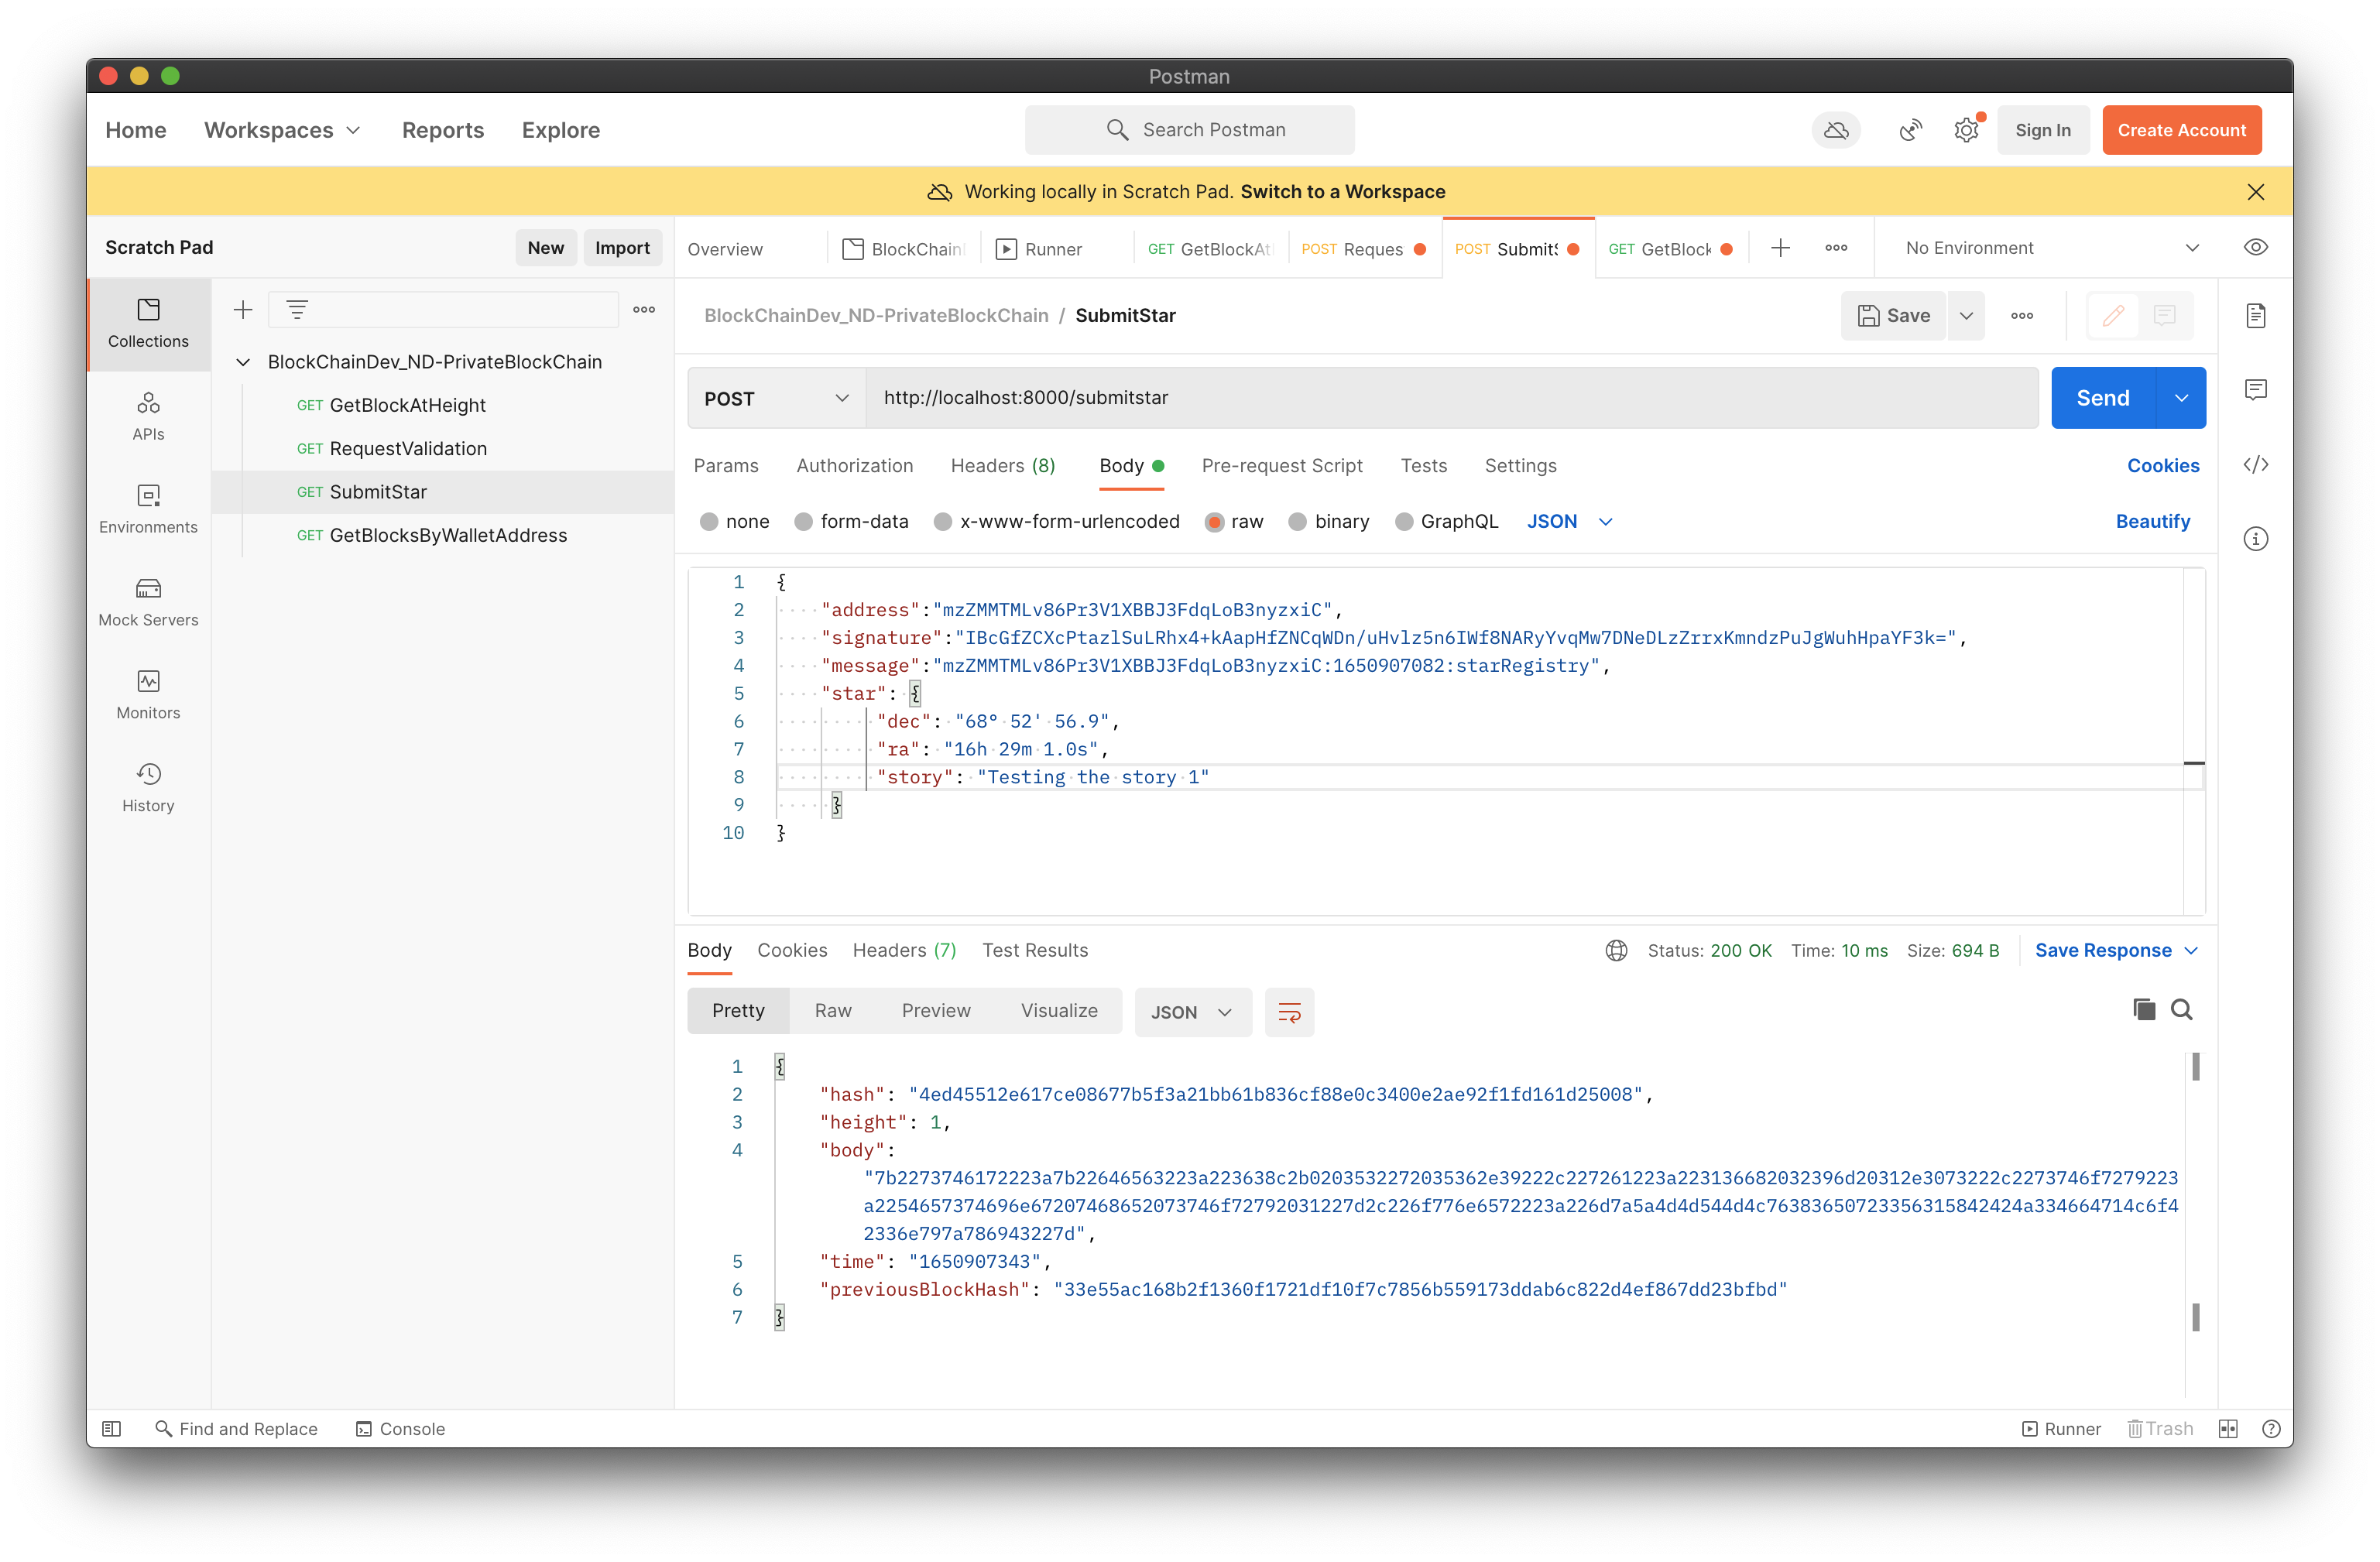 Postman
Home Workspaces Reports Explore Search Postman Sign In Create Account
Working locally in Scratch Pad. Switch to a Workspace
Scratch Pad New Import Overview BlockChain Runner GET GetBlockAt POST Reques POST Submit GET GetBlock No Environment
Collections
APIs
Environments
Mock Servers
Monitors
History
BlockChainDev_ND-PrivateBlockChain
GET GetBlockAtHeight
GET RequestValidation
GET SubmitStar
GET GetBlocksByWalletAddress
BlockChainDev_ND-PrivateBlockChain / SubmitStar Save
POST http://localhost:8000/submitstar Send
Params Authorization Headers (8) Body Pre-request Script Tests Settings Cookies
none form-data x-www-form-urlencoded raw binary GraphQL JSON Beautify
1 {
2 "address":"mzZMMTMLv86Pr3V1XBBJ3FdqLoB3nyzxiC",
3 "signature":"IBcGfZCXcPtazlSuLRhx4+kAapHfZNCqWDn/uHvlz5n6IWf8NARyYvqMw7DNeDLzZrrxKmndzPuJgWuhHpaYF3k=",
4 "message":"mzZMMTMLv86Pr3V1XBBJ3FdqLoB3nyzxiC:1650907082:starRegistry",
5 "star": {
6 "dec": "68° 52' 56.9",
7 "ra": "16h 29m 1.0s",
8 "story": "Testing the story 1"
9 }
10 }
Body Cookies Headers (7) Test Results Status: 200 OK Time: 10 ms Size: 694 B Save Response
Pretty Raw Preview Visualize JSON
1 {
2 "hash": "4ed45512e617ce08677b5f3a21bb61b836cf88e0c3400e2ae92f1fd161d25008",
3 "height": 1,
4 "body":
"7b2273746172223a7b22646563223a223638c2b0203532272035362e39222c227261223a223136682032396d20312e3073222c2273746f7279223
a2254657374696e67207468652073746f72792031227d2c226f776e6572223a226d7a5a4d4d544d4c763836507233563158424
24a334664714c6f4
2336e797a786943227d",
5 "time": "1650907343",
6 "previousBlockHash": "33e55ac168b2f1360f1721df10f7c7856b559173ddab6c822d4ef867dd23bfbd"
7 }
Find and Replace Console Runner Trash